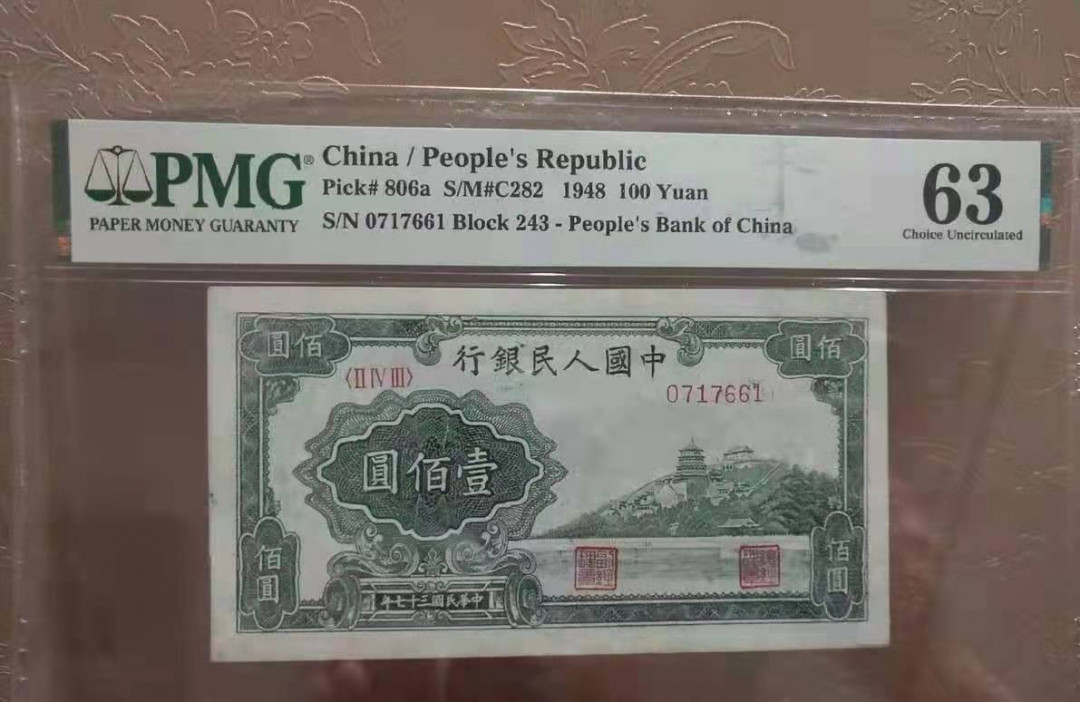 PMG®
PAPER MONEY GUARANTY
China / People's Republic
Pick# 806a S/M#C282 1948 100 Yuan
S/N 0717661 Block 243 - People's Bank of China
63
Choice Uncirculated
圓佰
行銀民人國中
圓佰
〈II IV III〉
0717661
圓佰壹
佰圓
佰圓
年七十三國民華中